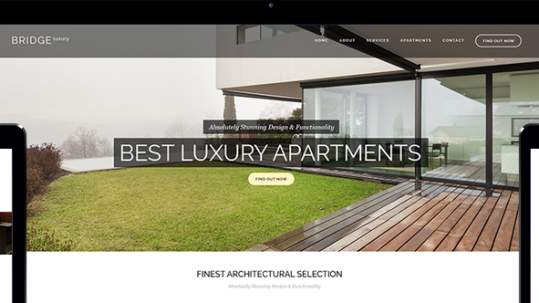 BRIDGE luxury
HOME ABOUT SERVICES APARTMENTS CONTACT FIND OUT NOW
Absolutely Stunning Design & Functionality
BEST LUXURY APARTMENTS
FIND OUT NOW
FINEST ARCHITECTURAL SELECTION
Absolutely Stunning Design & Functionality